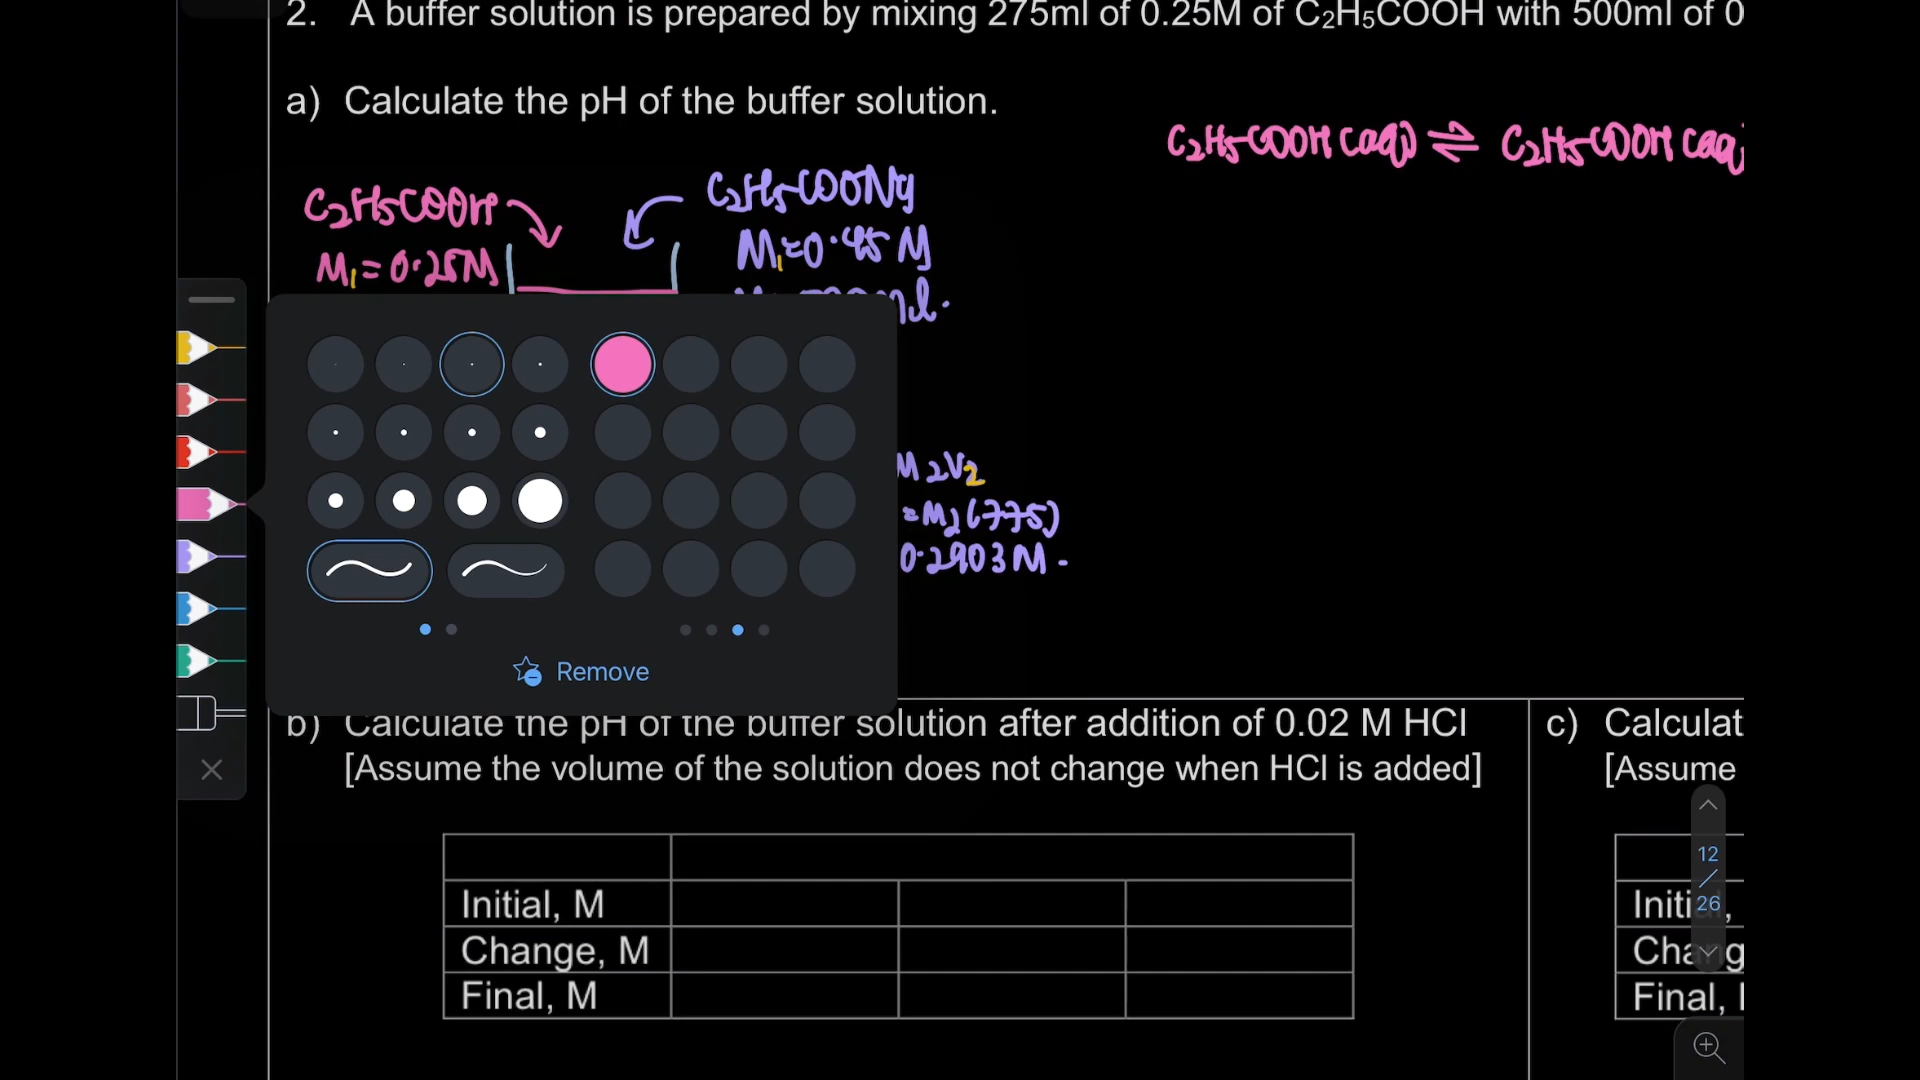 2. A buffer solution is prepared by mixing 275ml of 0.25M of C₂H₅COOH with 500ml of 0
a) Calculate the pH of the buffer solution.
C₂H₅COOH (aq) ⇌ C₂H₅COOH (aq)
C₂H₅COOH
M₁ = 0.25M
C₂H₅COONa
M₁ = 0.45 M
ml.
M₂V₂
= M₂ (775)
0.2903 M -
Remove
b) Calculate the pH of the buffer solution after addition of 0.02 M HCl
[Assume the volume of the solution does not change when HCl is added]
Initial, M
Change, M
Final, M
c) Calculat
[Assume
12
/
26
Initi ,
Cha g
Final,